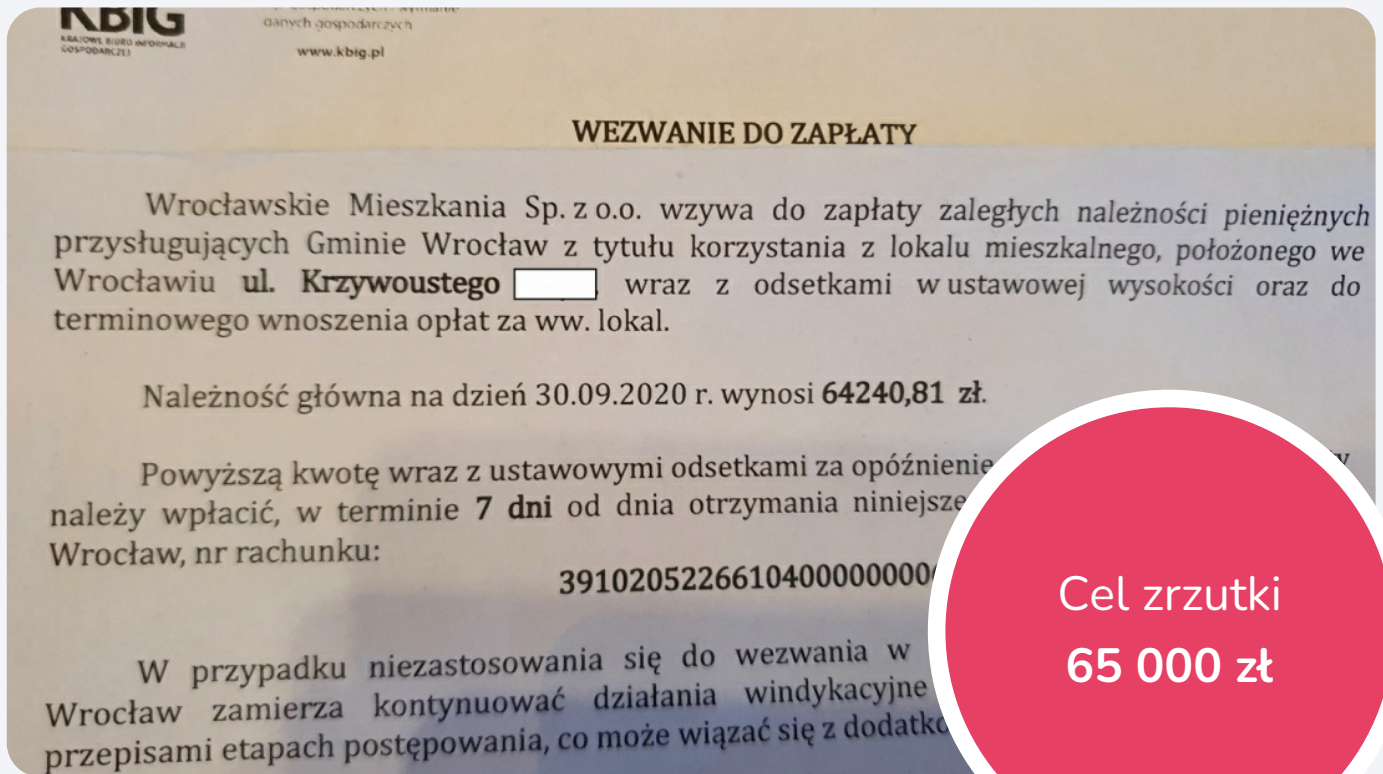 KBIG
KRAJOWE BIURO INFORMACJI
GOSPODARCZEJ
danych gospodarczych
www.kbig.pl
WEZWANIE DO ZAPŁATY
Wrocławskie Mieszkania Sp. z o.o. wzywa do zapłaty zaległych należności pieniężnych
przysługujących Gminie Wrocław z tytułu korzystania z lokalu mieszkalnego, położonego we
Wrocławiu ul. Krzywoustego wraz z odsetkami w ustawowej wysokości oraz do
terminowego wnoszenia opłat za ww. lokal.
Należność główna na dzień 30.09.2020 r. wynosi 64240,81 zł.
Powyższą kwotę wraz z ustawowymi odsetkami za opóźnienie
należy wpłacić, w terminie 7 dni od dnia otrzymania niniejsze
Wrocław, nr rachunku:
39102052266104000000000
W przypadku niezastosowania się do wezwania w
Wrocław zamierza kontynuować działania windykacyjne
przepisami etapach postępowania, co może wiązać się z dodatko
Cel zrzutki
65 000 zł